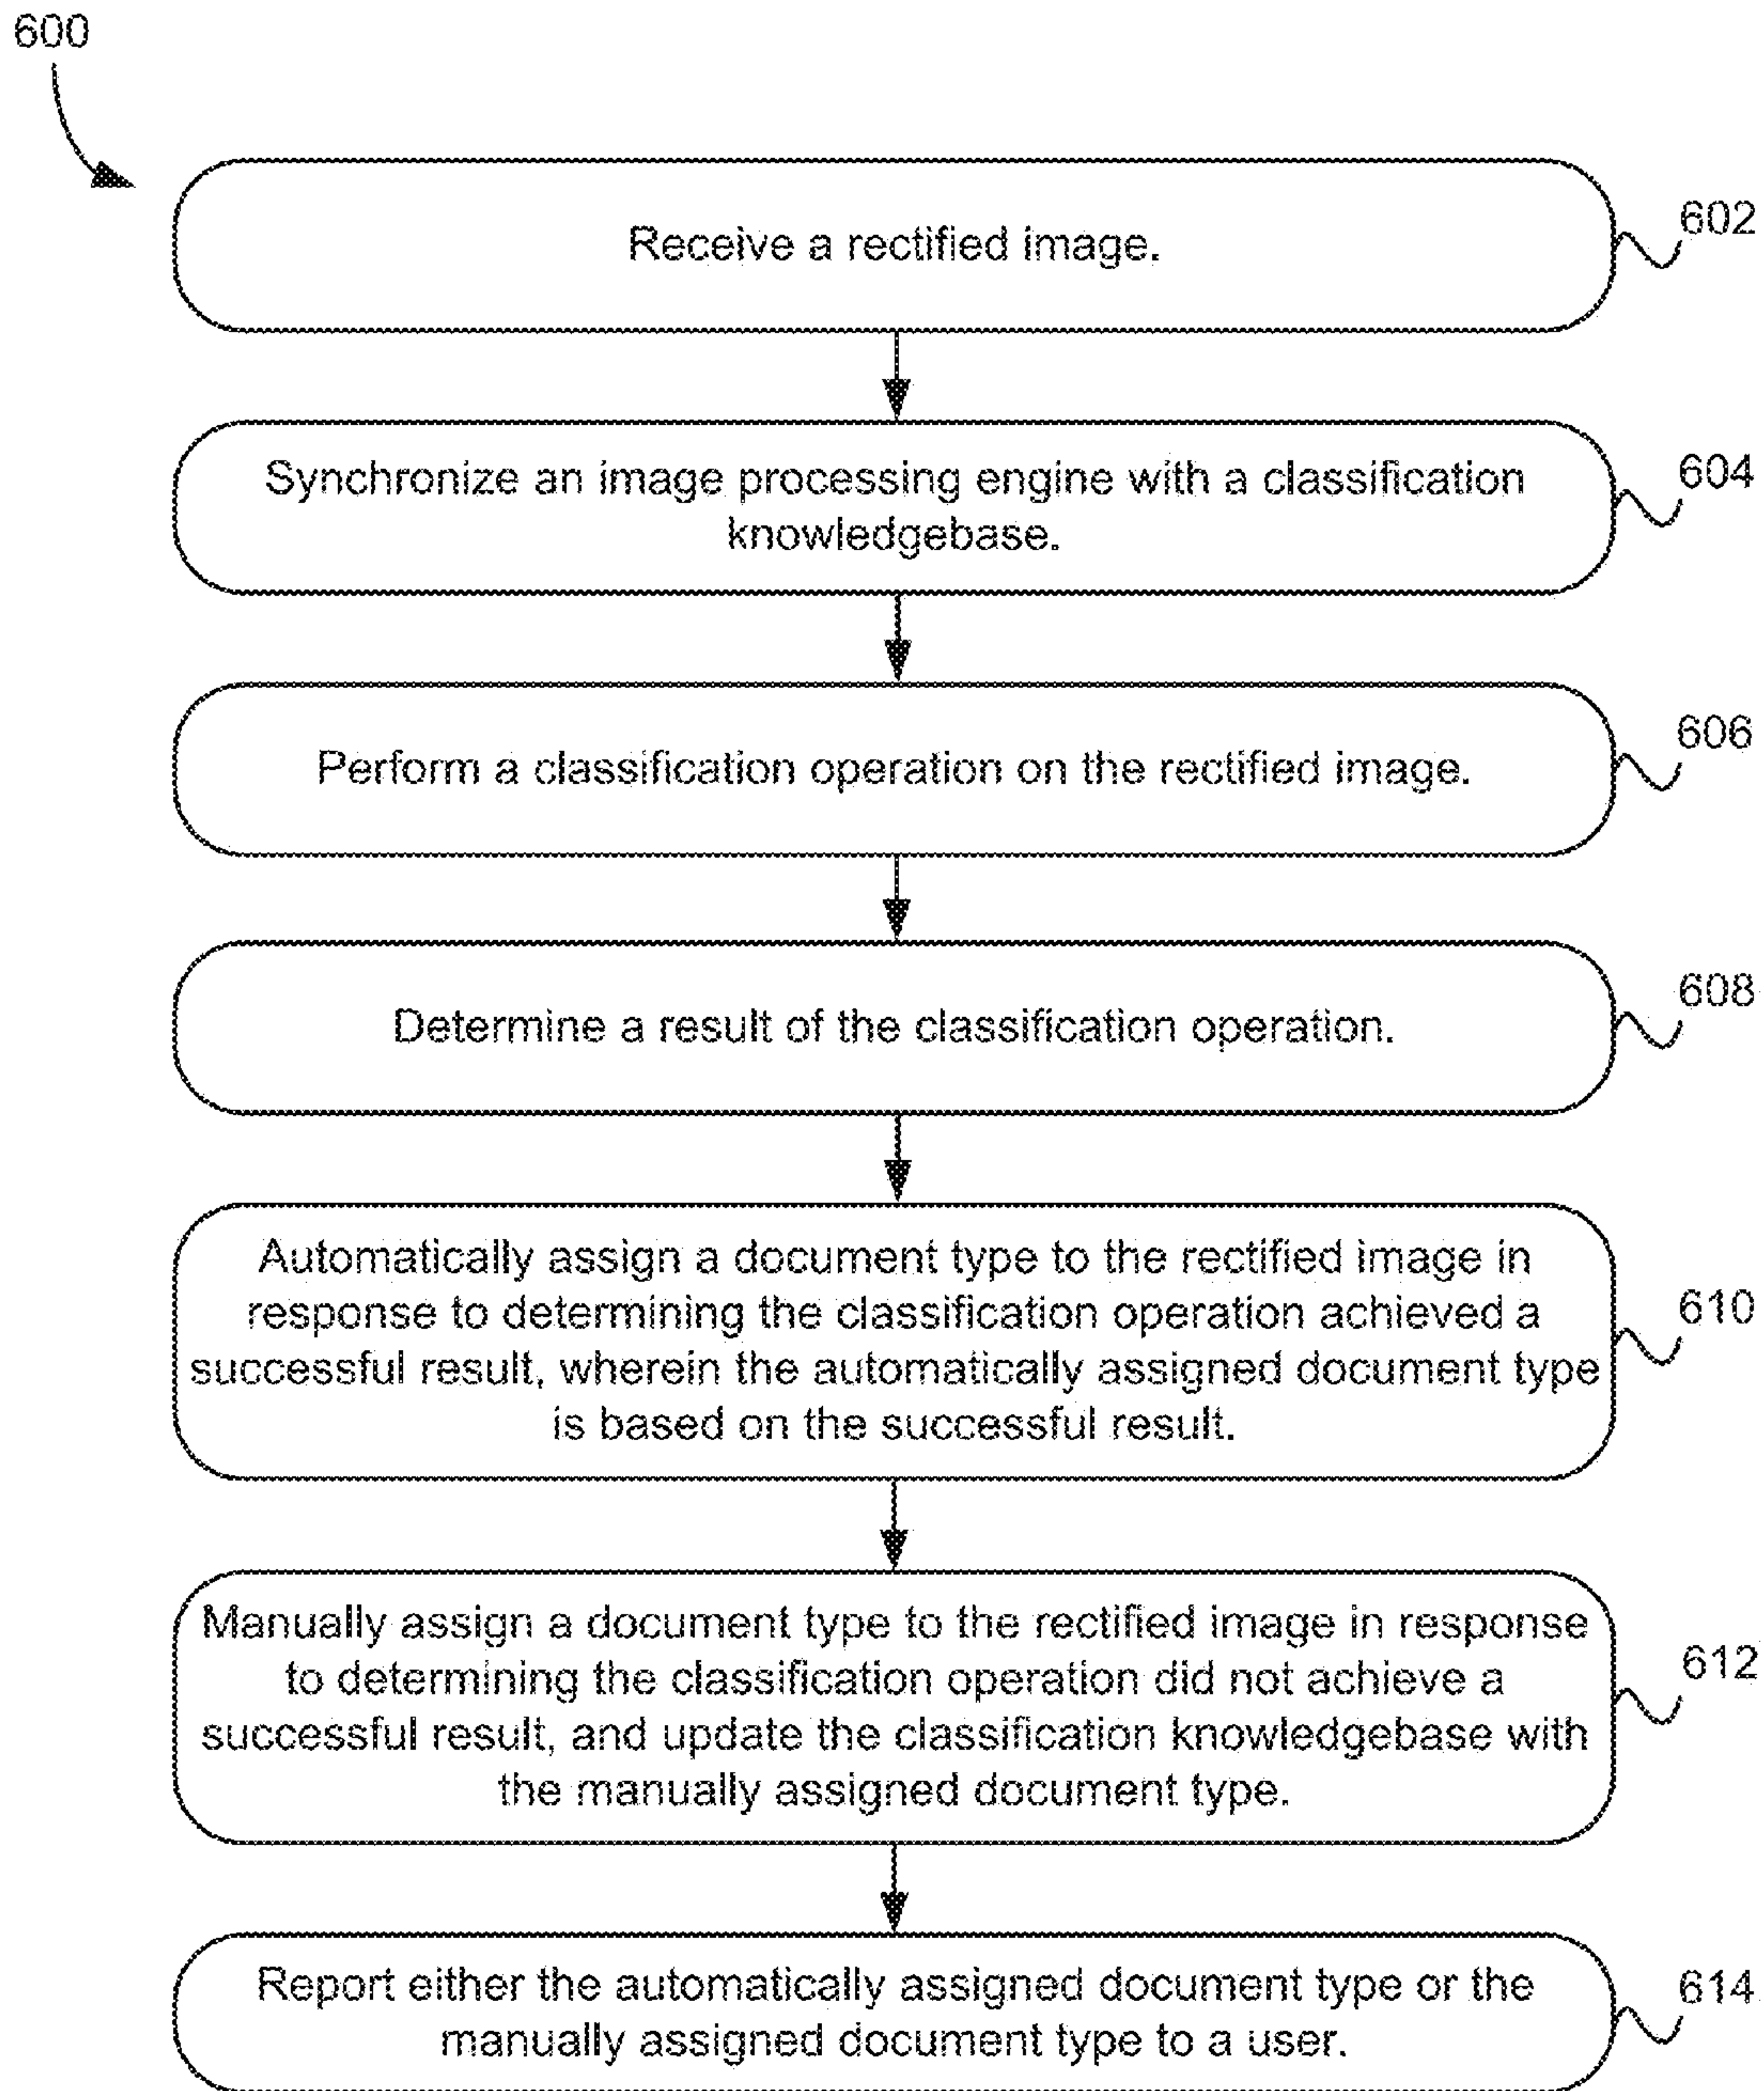 600
Receive a rectified image.
602
Synchronize an image processing engine with a classification
knowledgebase.
604
Perform a classification operation on the rectified image.
606
Determine a result of the classification operation.
608
Automatically assign a document type to the rectified image in
response to determining the classification operation achieved a
successful result, wherein the automatically assigned document type
is based on the successful result.
610
Manually assign a document type to the rectified image in response
to determining the classification operation did not achieve a
successful result, and update the classification knowledgebase with
the manually assigned document type.
612
Report either the automatically assigned document type or the
manually assigned document type to a user.
614